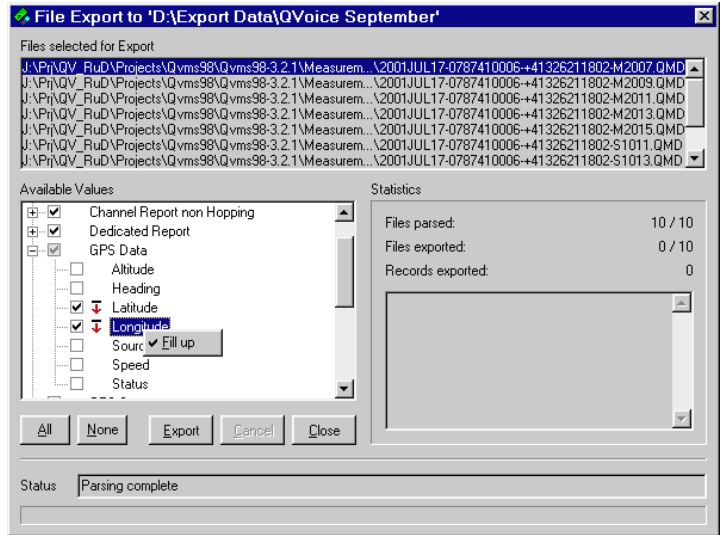 File Export to 'D:\Export Data\QVoice September'
Files selected for Export
J:\Prj\QV_RuD\Projects\Qvms98\Qvms98-3.2.1\Measurem...\2001JUL17-0787410006-+41326211802-M2007.QMD
J:\Prj\QV_RuD\Projects\Qvms98\Qvms98-3.2.1\Measurem...\2001JUL17-0787410006-+41326211802-M2009.QMD
J:\Prj\QV_RuD\Projects\Qvms98\Qvms98-3.2.1\Measurem...\2001JUL17-0787410006-+41326211802-M2011.QMD
J:\Prj\QV_RuD\Projects\Qvms98\Qvms98-3.2.1\Measurem...\2001JUL17-0787410006-+41326211802-M2013.QMD
J:\Prj\QV_RuD\Projects\Qvms98\Qvms98-3.2.1\Measurem...\2001JUL17-0787410006-+41326211802-M2015.QMD
J:\Prj\QV_RuD\Projects\Qvms98\Qvms98-3.2.1\Measurem...\2001JUL17-0787410006-+41326211802-S1011.QMD
J:\Prj\QV_RuD\Projects\Qvms98\Qvms98-3.2.1\Measurem...\2001JUL17-0787410006-+41326211802-S1013.QMD
Available Values
Channel Report non Hopping
Dedicated Report
GPS Data
Altitude
Heading
Latitude
Longitude
Fill up
Speed
Status
All None Export Cancel Close
Statistics
Files parsed: 10 / 10
Files exported: 0 / 10
Records exported: 0
Status Parsing complete